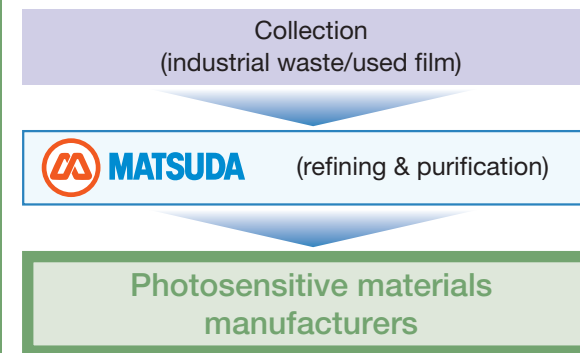 Collection
(industrial waste/used film)
MATSUDA (refining & purification)
Photosensitive materials
manufacturers